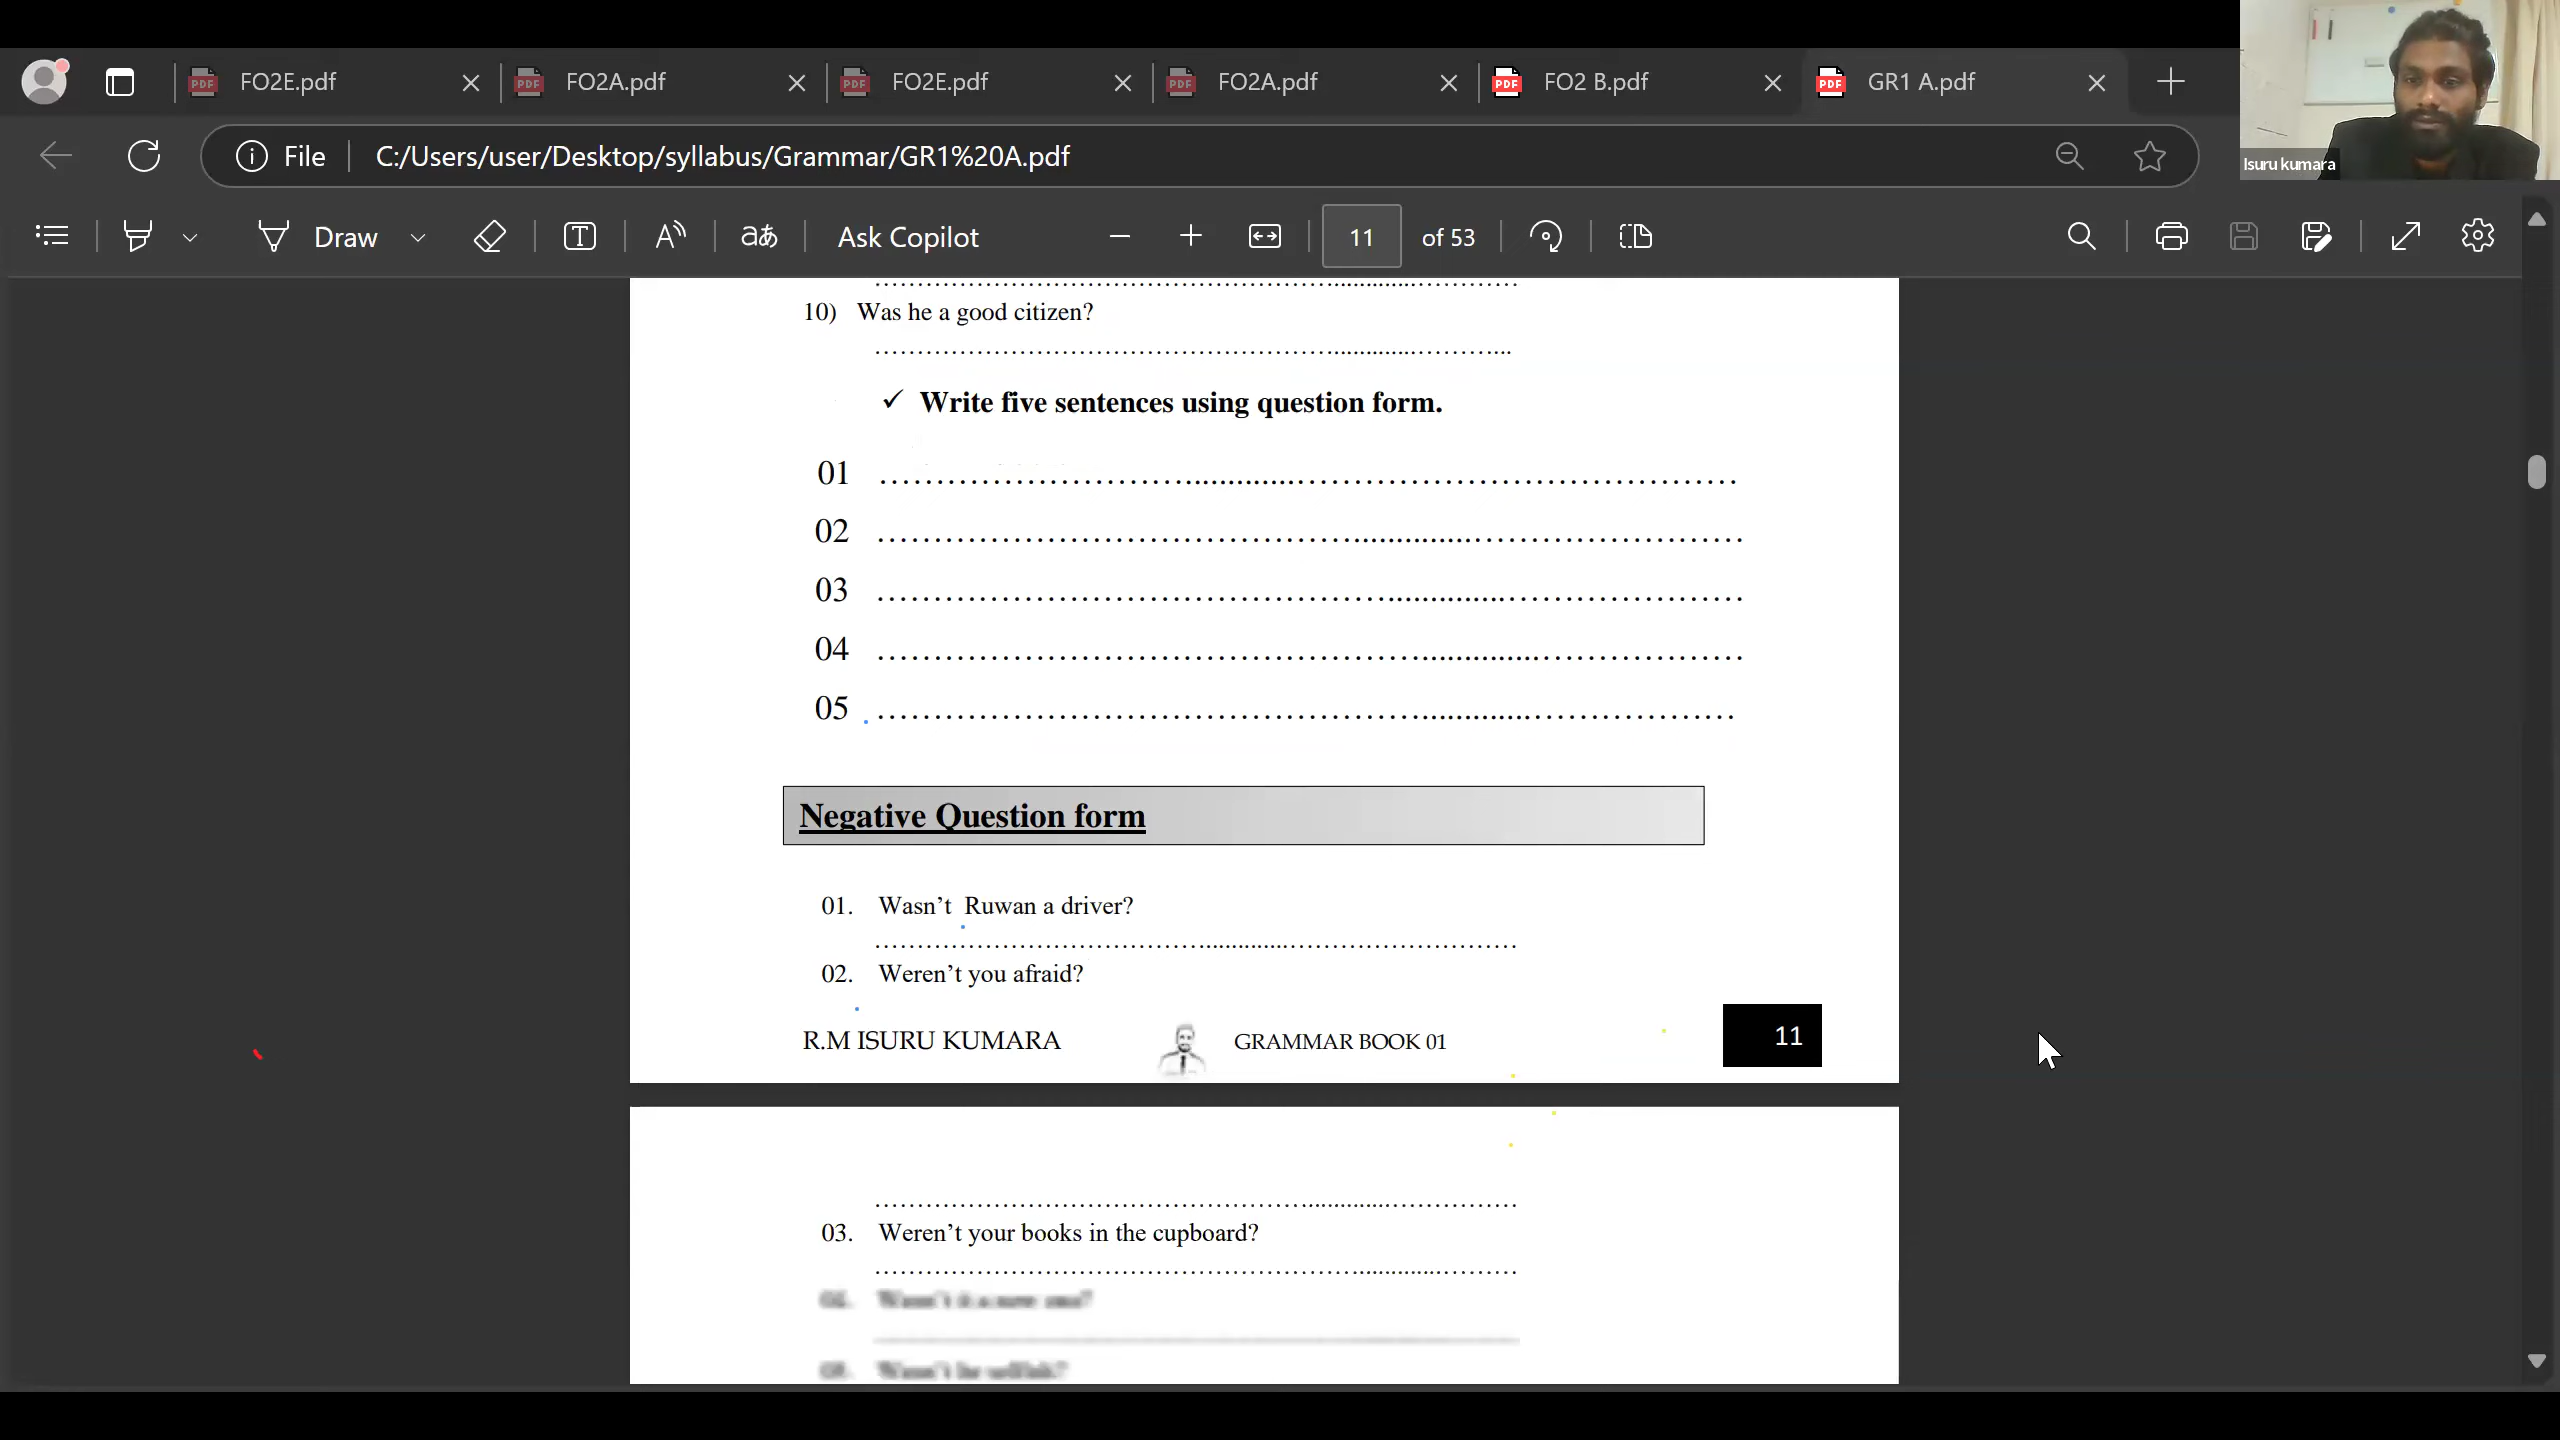 FO2E.pdf FO2A.pdf FO2E.pdf FO2A.pdf FO2 B.pdf GR1 A.pdf
File C:/Users/user/Desktop/syllabus/Grammar/GR1%20A.pdf
Isuru kumara
Draw aあ Ask Copilot 11 of 53
10) Was he a good citizen?
✓ Write five sentences using question form.
01 ………………………………………………
02 ………………………………………………
03 ………………………………………………
04 ………………………………………………
05 ………………………………………………
Negative Question form
01. Wasn’t Ruwan a driver?
02. Weren’t you afraid?
R.M ISURU KUMARA GRAMMAR BOOK 01 11
03. Weren’t your books in the cupboard?